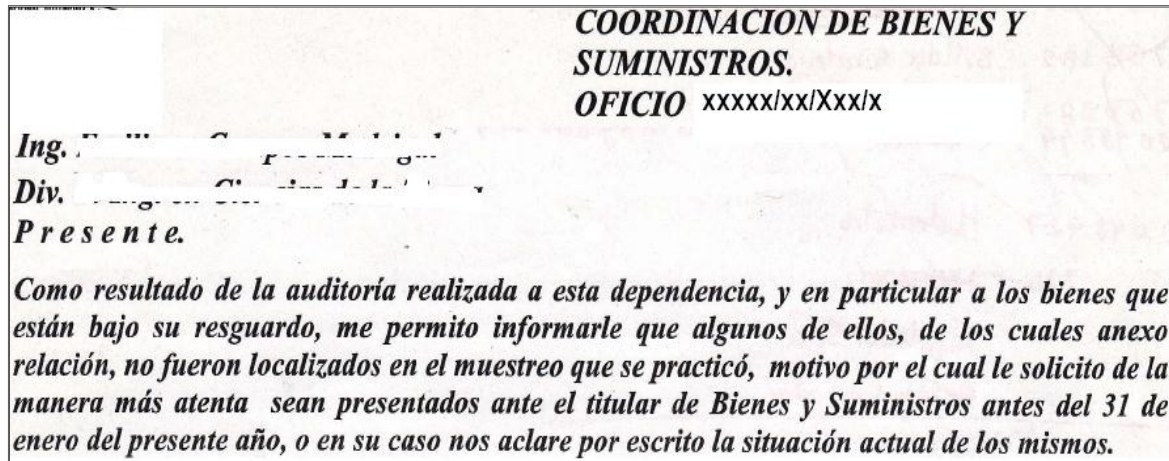 COORDINACION DE BIENES Y
SUMINISTROS.
OFICIO xxxxx/xx/Xxx/x
Ing.
Div.
P r e s e n t e.
Como resultado de la auditoría realizada a esta dependencia, y en particular a los bienes que
están bajo su resguardo, me permito informarle que algunos de ellos, de los cuales anexo
relación, no fueron localizados en el muestreo que se practicó, motivo por el cual le solicito de la
manera más atenta sean presentados ante el titular de Bienes y Suministros antes del 31 de
enero del presente año, o en su caso nos aclare por escrito la situación actual de los mismos.